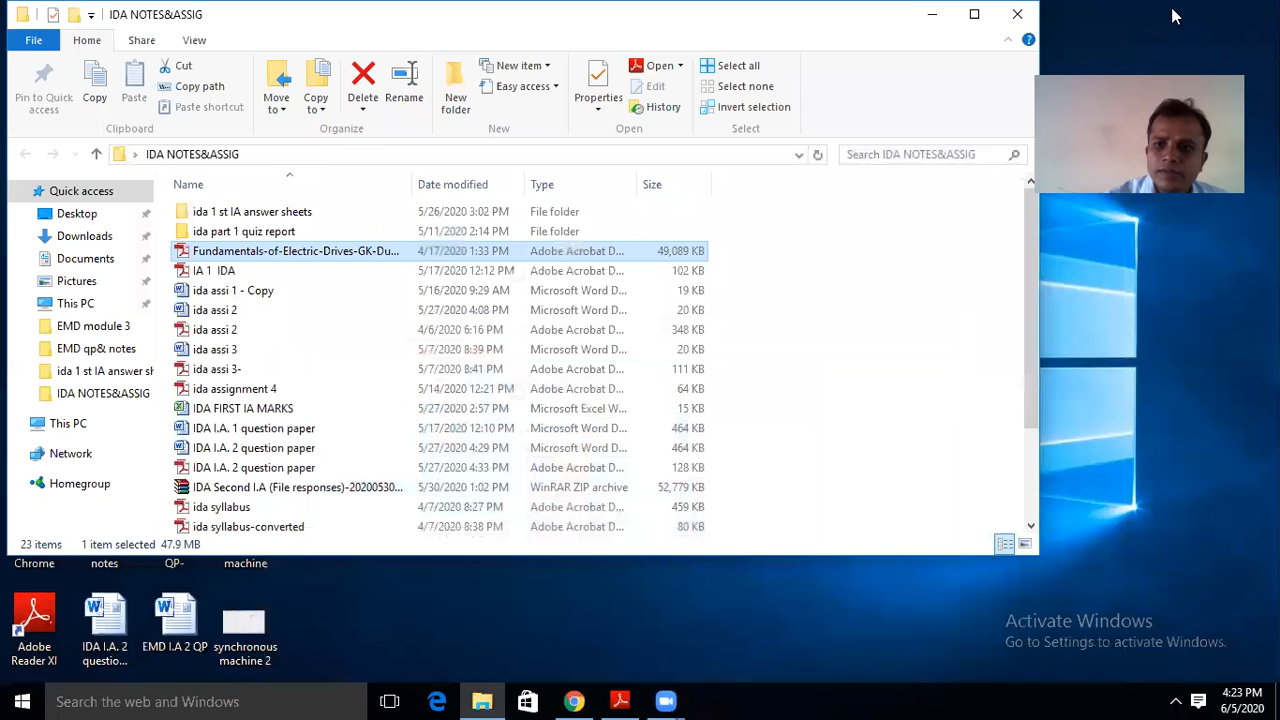 IDA NOTES&ASSIG
File Home Share View
Pin to Quick access
Copy
Paste
Cut
Copy path
Paste shortcut
Clipboard
Move to
Copy to
Delete
Rename
Organize
New folder
New item
Easy access
New
Properties
Open
Edit
History
Open
Select all
Select none
Invert selection
Select
IDA NOTES&ASSIG
Search IDA NOTES&ASSIG
Quick access
Desktop
Downloads
Documents
Pictures
This PC
EMD module 3
EMD qp& notes
ida 1 st IA answer sh
IDA NOTES&ASSIG
This PC
Network
Homegroup
Name Date modified Type Size
ida 1 st IA answer sheets 5/26/2020 3:02 PM File folder
ida part 1 quiz report 5/11/2020 2:14 PM File folder
Fundamentals-of-Electric-Drives-GK-Du... 4/17/2020 1:33 PM Adobe Acrobat D... 49,089 KB
IA 1 IDA 5/17/2020 12:12 PM Adobe Acrobat D... 102 KB
ida assi 1 - Copy 5/16/2020 9:29 AM Microsoft Word D... 19 KB
ida assi 2 5/27/2020 4:08 PM Microsoft Word D... 20 KB
ida assi 2 4/6/2020 6:16 PM Adobe Acrobat D... 348 KB
ida assi 3 5/7/2020 8:39 PM Microsoft Word D... 20 KB
ida assi 3- 5/7/2020 8:41 PM Adobe Acrobat D... 111 KB
ida assignment 4 5/14/2020 12:21 PM Adobe Acrobat D... 64 KB
IDA FIRST IA MARKS 5/27/2020 2:57 PM Microsoft Excel W... 15 KB
IDA I.A. 1 question paper 5/17/2020 12:10 PM Microsoft Word D... 464 KB
IDA I.A. 2 question paper 5/27/2020 4:29 PM Microsoft Word D... 464 KB
IDA I.A. 2 question paper 5/27/2020 4:33 PM Adobe Acrobat D... 128 KB
IDA Second I.A (File responses)-20200530... 5/30/2020 1:02 PM WinRAR ZIP archive 52,779 KB
ida syllabus 4/7/2020 8:27 PM Adobe Acrobat D... 459 KB
ida syllabus-converted 4/7/2020 8:38 PM Adobe Acrobat D... 80 KB
23 items 1 item selected 47.9 MB
Chrome
notes
QP-
machine
Adobe Reader XI
IDA I.A. 2 questio...
EMD I.A 2 QP
synchronous machine 2
Activate Windows
Go to Settings to activate Windows.
Search the web and Windows
4:23 PM
6/5/2020